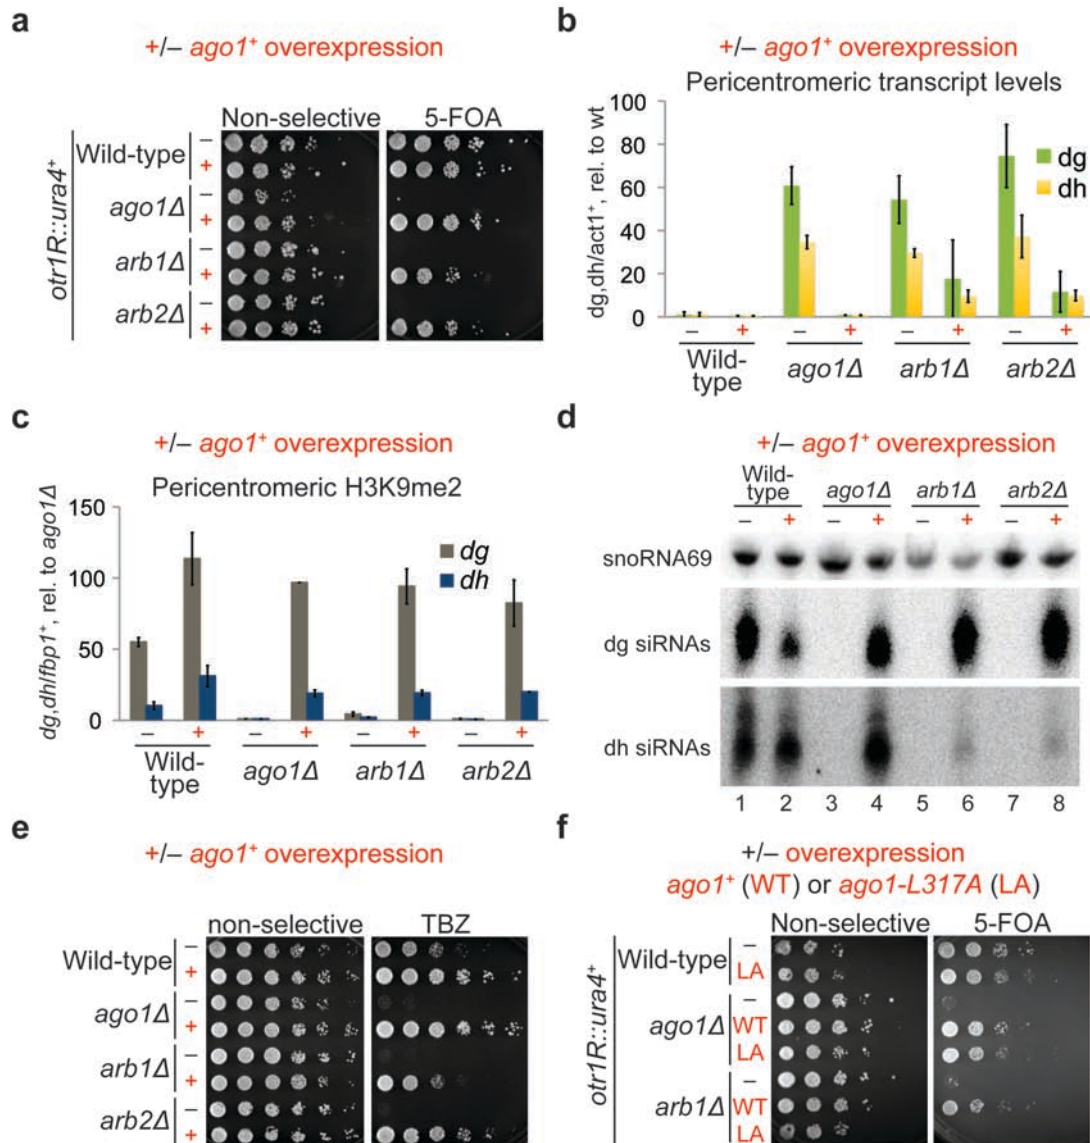 a
+/– ago1⁺ overexpression
Non-selective 5-FOA
otr1R::ura4⁺
Wild-type – +
ago1Δ – +
arb1Δ – +
arb2Δ – +
b
+/– ago1⁺ overexpression
Pericentromeric transcript levels
dg,dh/act1⁺, rel. to wt
100
80
60
40
20
0
dg
dh
– + – + – + – +
Wild-type ago1Δ arb1Δ arb2Δ
c
+/– ago1⁺ overexpression
Pericentromeric H3K9me2
dg,dh/fbp1⁺, rel. to ago1Δ
150
100
50
0
dg
dh
– + – + – + – +
Wild-type ago1Δ arb1Δ arb2Δ
d
+/– ago1⁺ overexpression
Wild-type ago1Δ arb1Δ arb2Δ
– + – + – + – +
snoRNA69
dg siRNAs
dh siRNAs
1 2 3 4 5 6 7 8
e
+/– ago1⁺ overexpression
non-selective TBZ
Wild-type – +
ago1Δ – +
arb1Δ – +
arb2Δ – +
f
+/– overexpression
ago1⁺ (WT) or ago1-L317A (LA)
Non-selective 5-FOA
otr1R::ura4⁺
Wild-type – LA
ago1Δ – WT LA
arb1Δ – WT LA